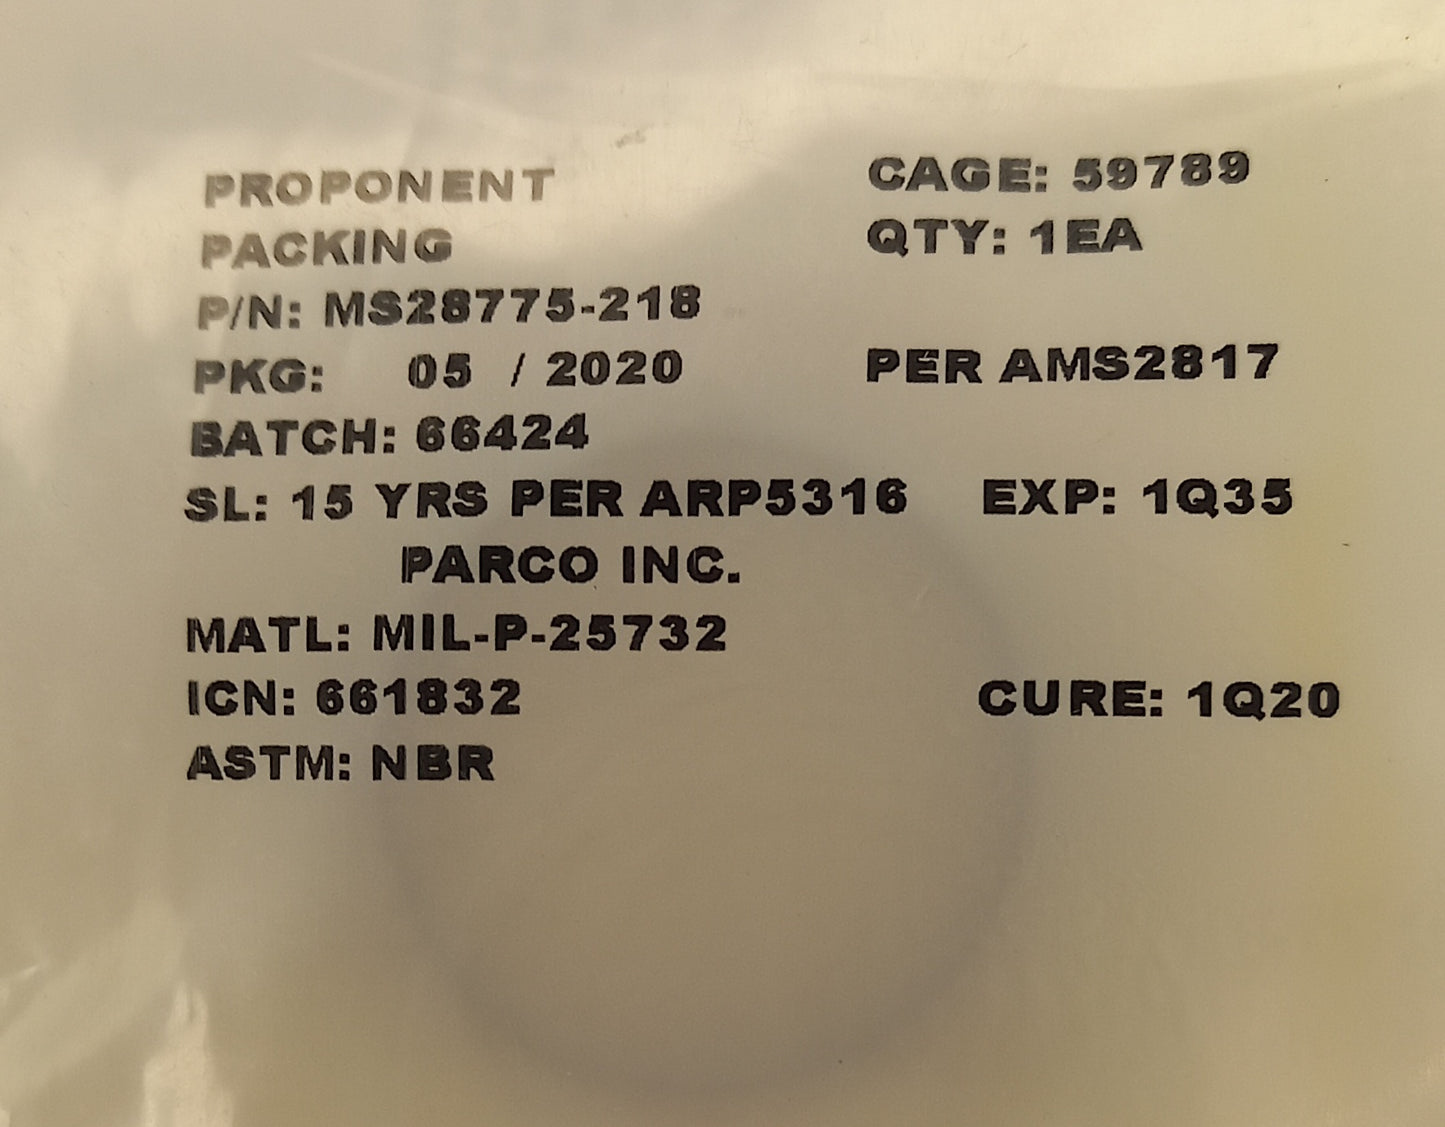 PROPONENT CAGE: 59789
PACKING QTY: 1EA
P/N: MS28775-218
PKG: 05 / 2020 PER AMS2817
BATCH: 66424
SL: 15 YRS PER ARP5316 EXP: 1Q35
PARCO INC.
MATL: MIL-P-25732
ICN: 661832 CURE: 1Q20
ASTM: NBR